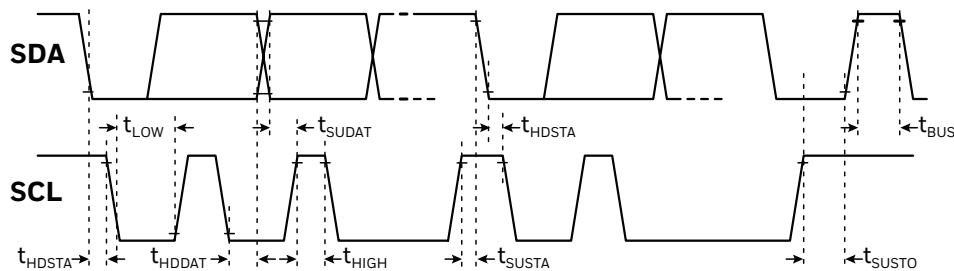 SDA
tLOW
tSUDAT
tHDSTA
tBUS
SCL
tHDSTA
tHDDAT
tHIGH
tSUSTA
tSUSTO